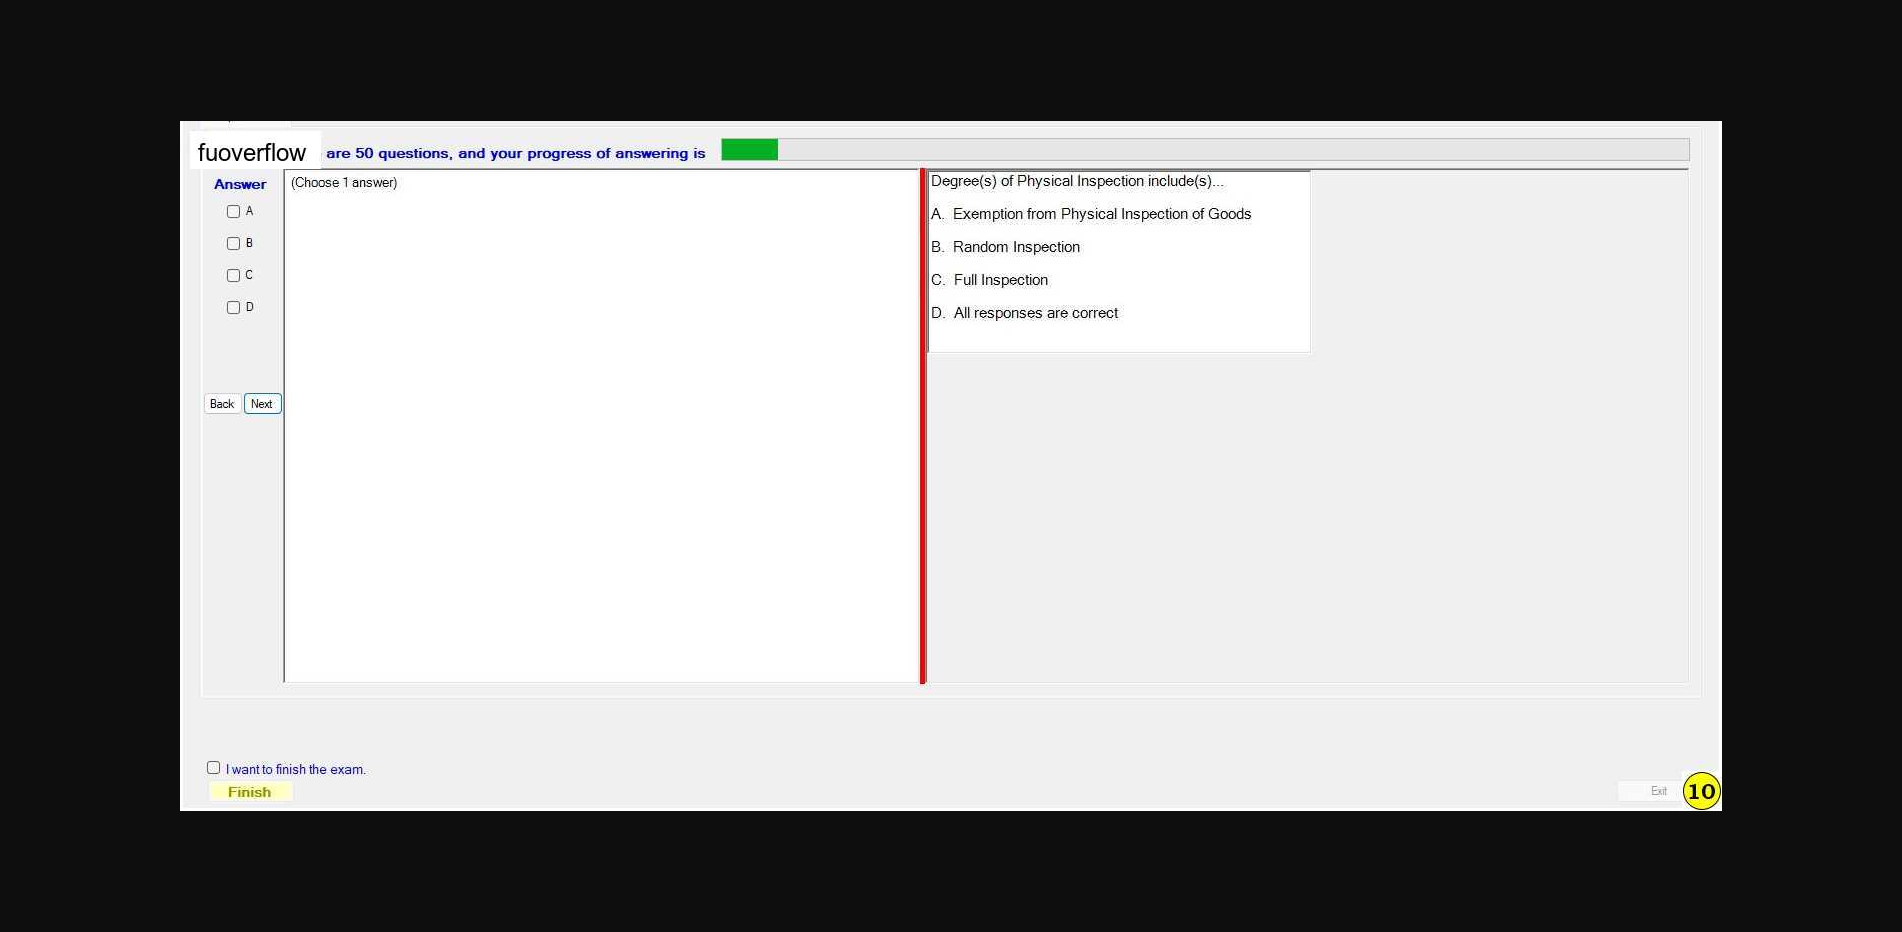 fuoverflow are 50 questions, and your progress of answering is
Answer
A
B
C
D
Back Next
(Choose 1 answer)
Degree(s) of Physical Inspection include(s)...
A. Exemption from Physical Inspection of Goods
B. Random Inspection
C. Full Inspection
D. All responses are correct
I want to finish the exam.
Finish
Exit
10